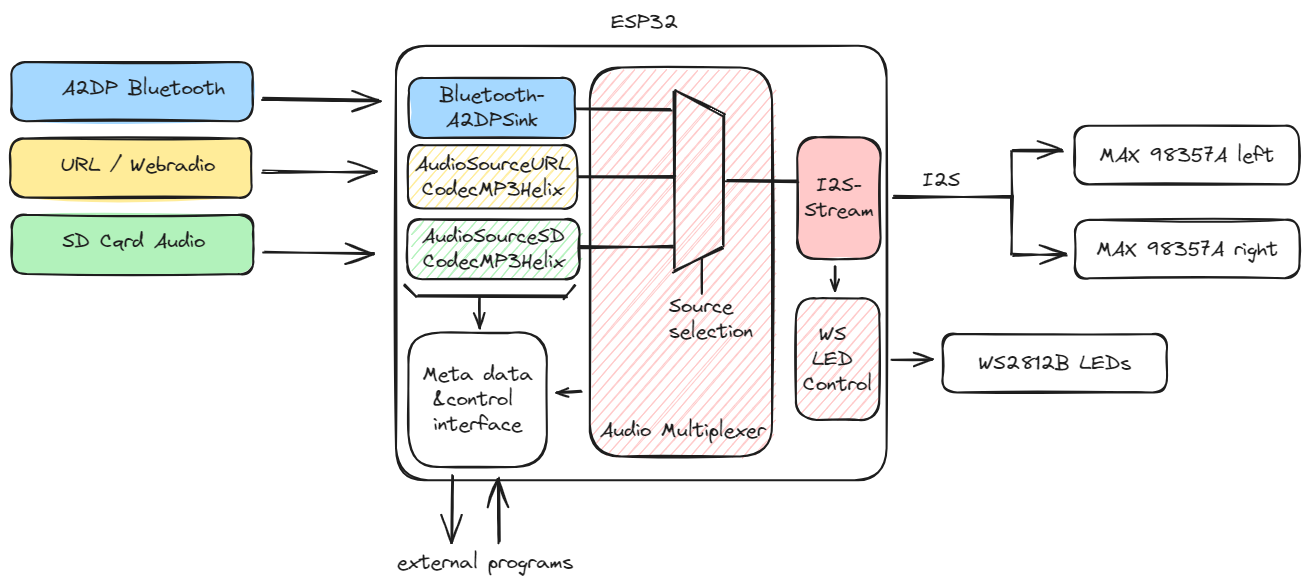 ESP32
A2DP Bluetooth
URL / Webradio
SD Card Audio
Bluetooth-
A2DPSink
AudioSourceURL
CodecMP3Helix
AudioSourceSD
CodecMP3Helix
Meta data
&control
interface
Source
selection
Audio Multiplexer
I2S-
Stream
WS
LED
Control
I2S
MAX 98357A left
MAX 98357A right
WS2812B LEDs
external programs